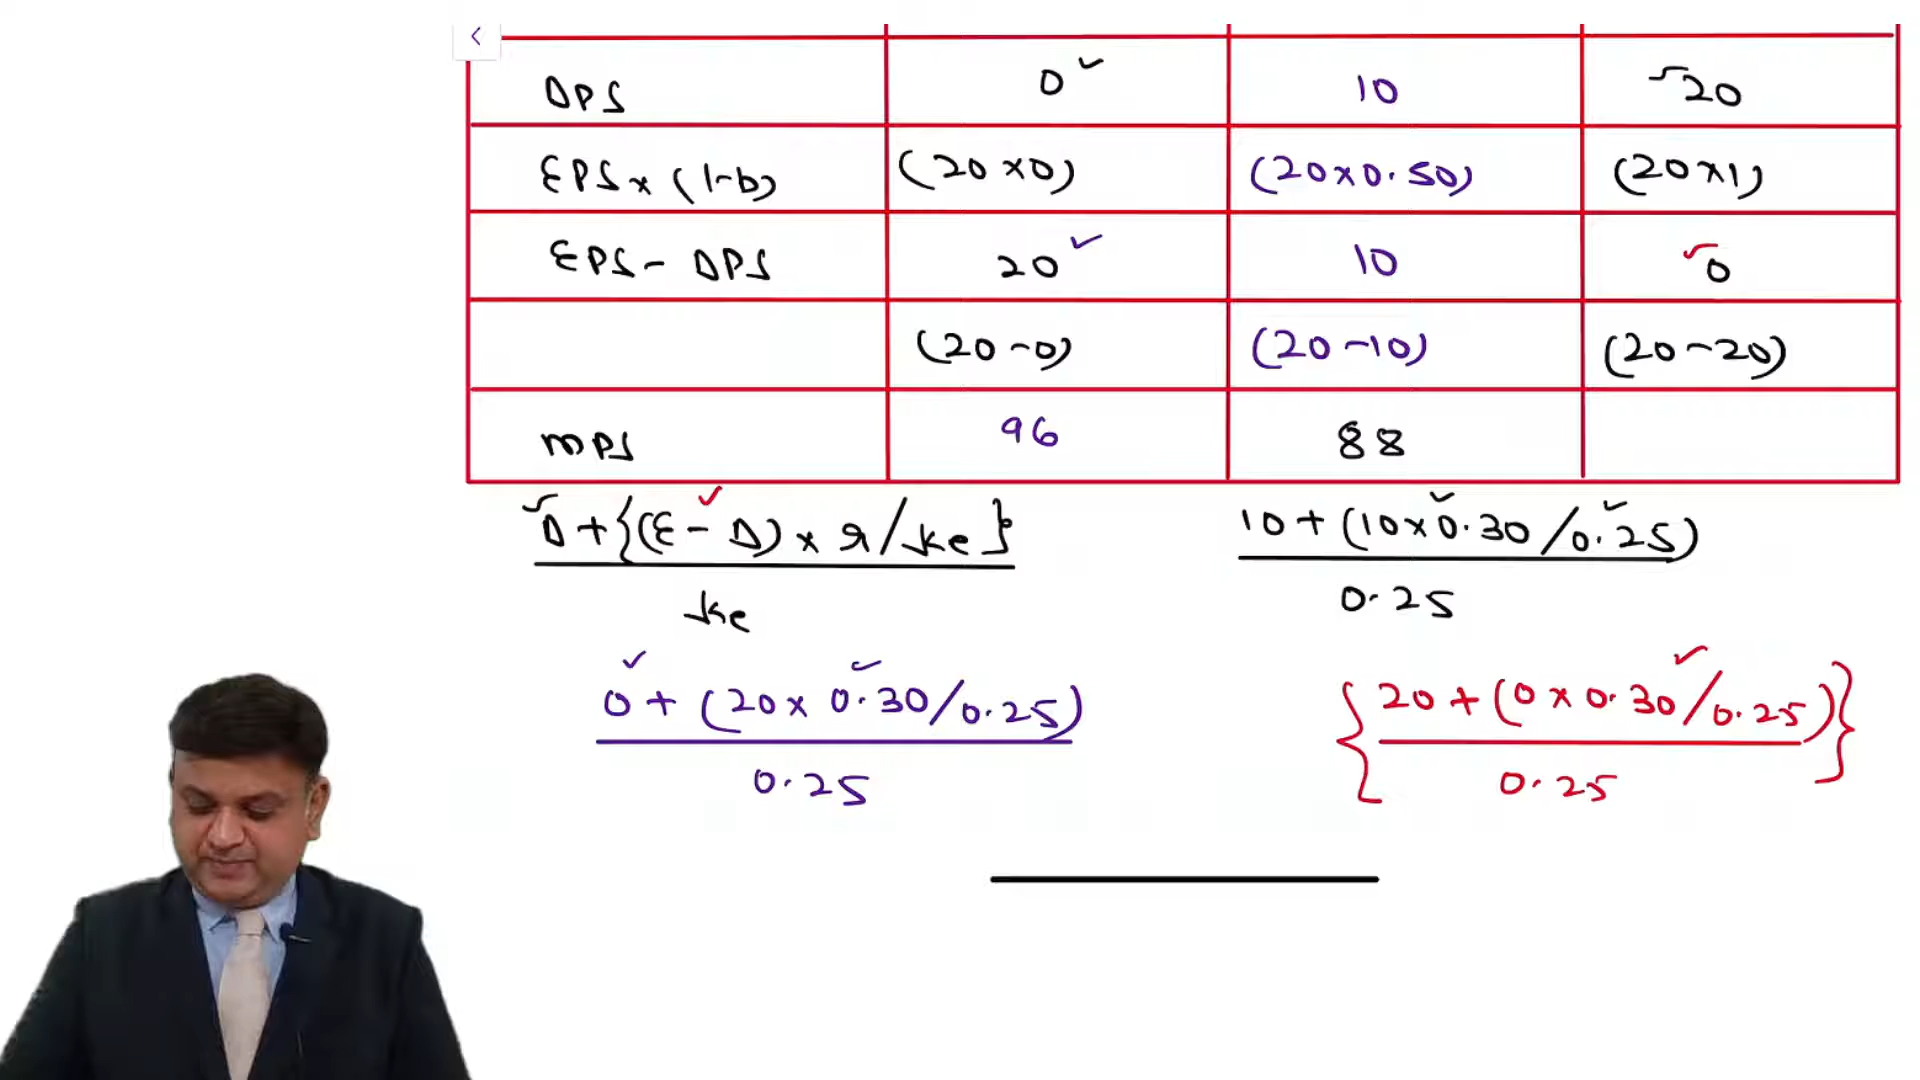 DPS 0 10 20
EPS x (1-b) (20 x 0) (20 x 0.50) (20 x 1)
EPS - DPS 20 10 0
(20 - 0) (20 - 10) (20 - 20)
MPS 96 88
D + {(E - D) x r / ke}
ke
10 + (10 x 0.30 / 0.25)
0.25
0 + (20 x 0.30 / 0.25)
0.25
{20 + (0 x 0.30 / 0.25)}
0.25